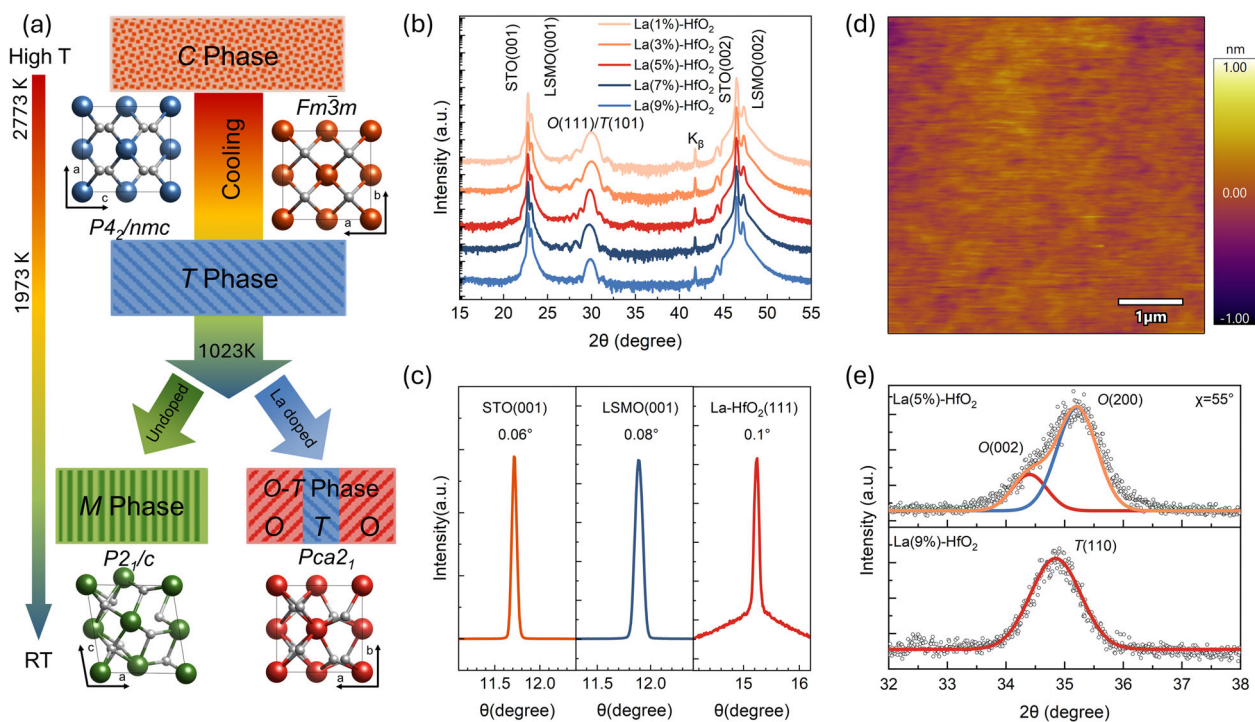 (a)
High T
2773 K
1973 K
RT
C Phase
Fm3̄m
Cooling
a
c
b
a
P4₂/nmc
T Phase
1023K
Undoped
La doped
M Phase
O-T Phase
O T O
P2₁/c
Pca2₁
c
a
b
a
(b)
Intensity (a.u.)
STO(001)
LSMO(001)
La(1%)-HfO₂
La(3%)-HfO₂
La(5%)-HfO₂
La(7%)-HfO₂
La(9%)-HfO₂
STO(002)
LSMO(002)
O(111)/T(101)
Kᵦ
15 20 25 30 35 40 45 50 55
2θ (degree)
(c)
Intensity(a.u.)
STO(001)
0.06°
LSMO(001)
0.08°
La-HfO₂(111)
0.1°
11.5 12.0
11.5 12.0
15 16
θ(degree)
θ(degree)
θ(degree)
(d)
nm
1.00
0.00
-1.00
1µm
(e)
Intensity(a.u.)
La(5%)-HfO₂
χ=55°
O(200)
O(002)
La(9%)-HfO₂
T(110)
32 33 34 35 36 37 38
2θ (degree)